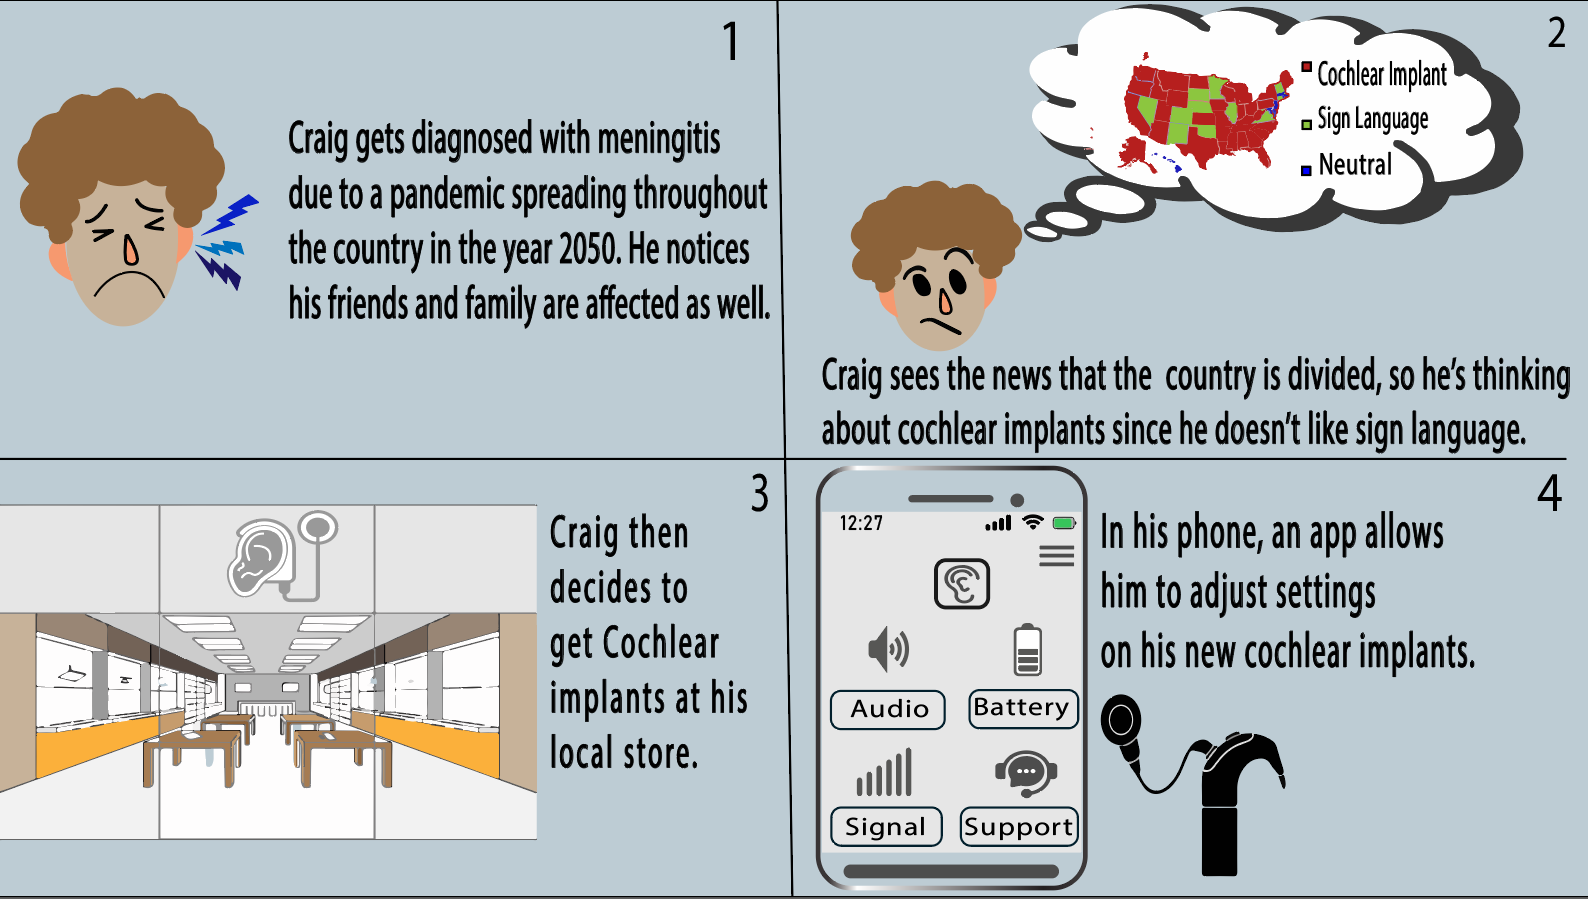 1
Craig gets diagnosed with meningitis
due to a pandemic spreading throughout
the country in the year 2050. He notices
his friends and family are affected as well.
2
Cochlear Implant
Sign Language
Neutral
Craig sees the news that the country is divided, so he's thinking
about cochlear implants since he doesn't like sign language.
3
Craig then
decides to
get Cochlear
implants at his
local store.
4
12:27
Audio
Battery
Signal
Support
In his phone, an app allows
him to adjust settings
on his new cochlear implants.